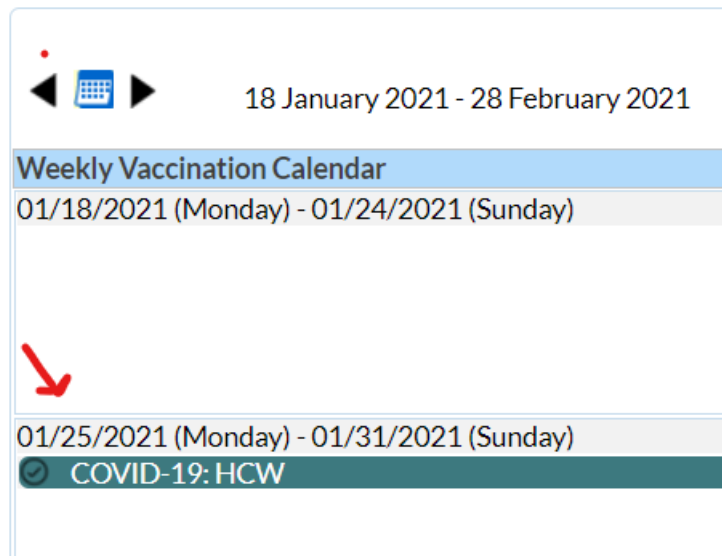 18 January 2021 - 28 February 2021
Weekly Vaccination Calendar
01/18/2021 (Monday) - 01/24/2021 (Sunday)
01/25/2021 (Monday) - 01/31/2021 (Sunday)
COVID-19: HCW